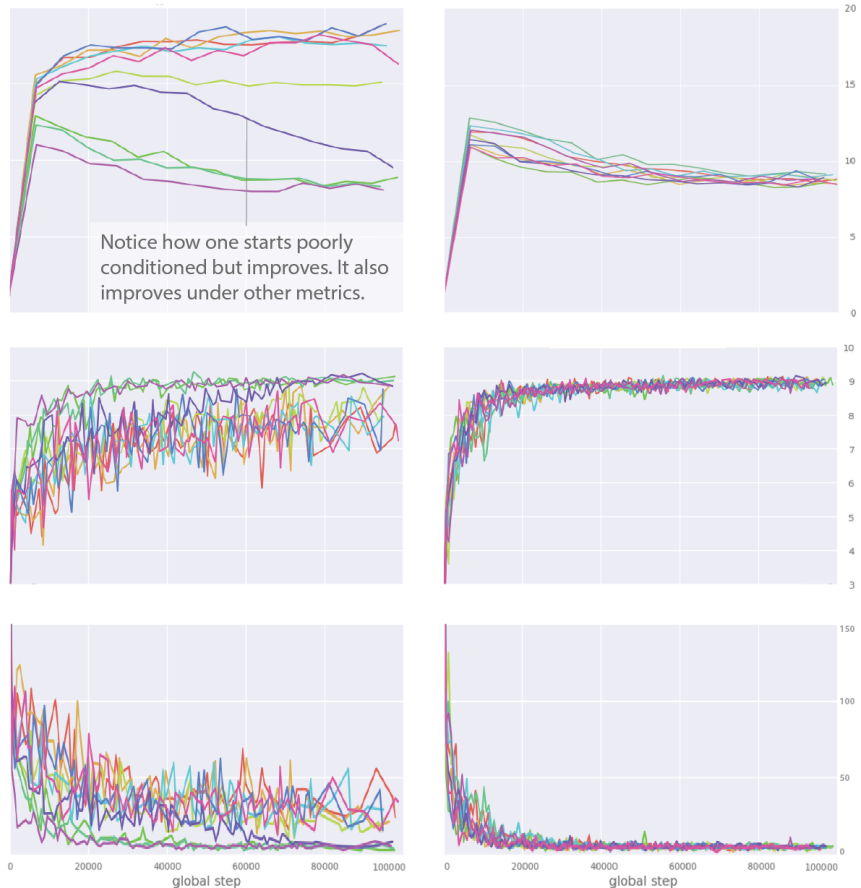 20
15
10
5
0
Notice how one starts poorly
conditioned but improves. It also
improves under other metrics.
10
9
8
7
6
5
4
3
150
100
50
0
0 20000 40000 60000 80000 100000
global step
0 20000 40000 60000 80000 100000
global step